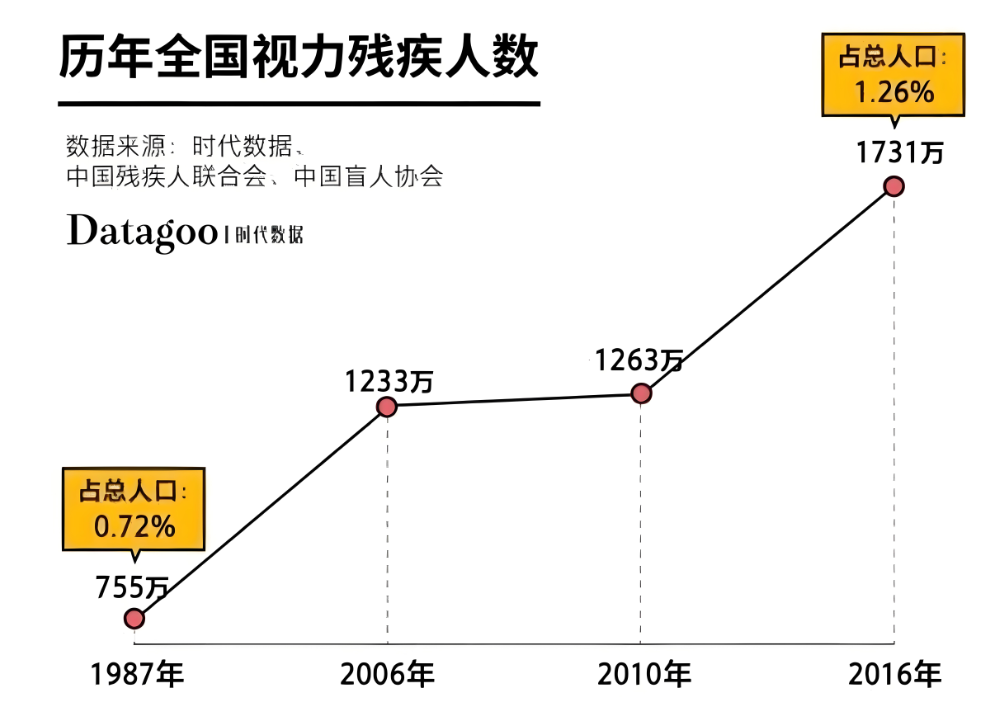 历年全国视力残疾人数
数据来源：时代数据、
中国残疾人联合会、中国盲人协会
Datagoo 时代数据
占总人口：
1.26%
1731万
1263万
1233万
占总人口：
0.72%
755万
1987年
2006年
2010年
2016年